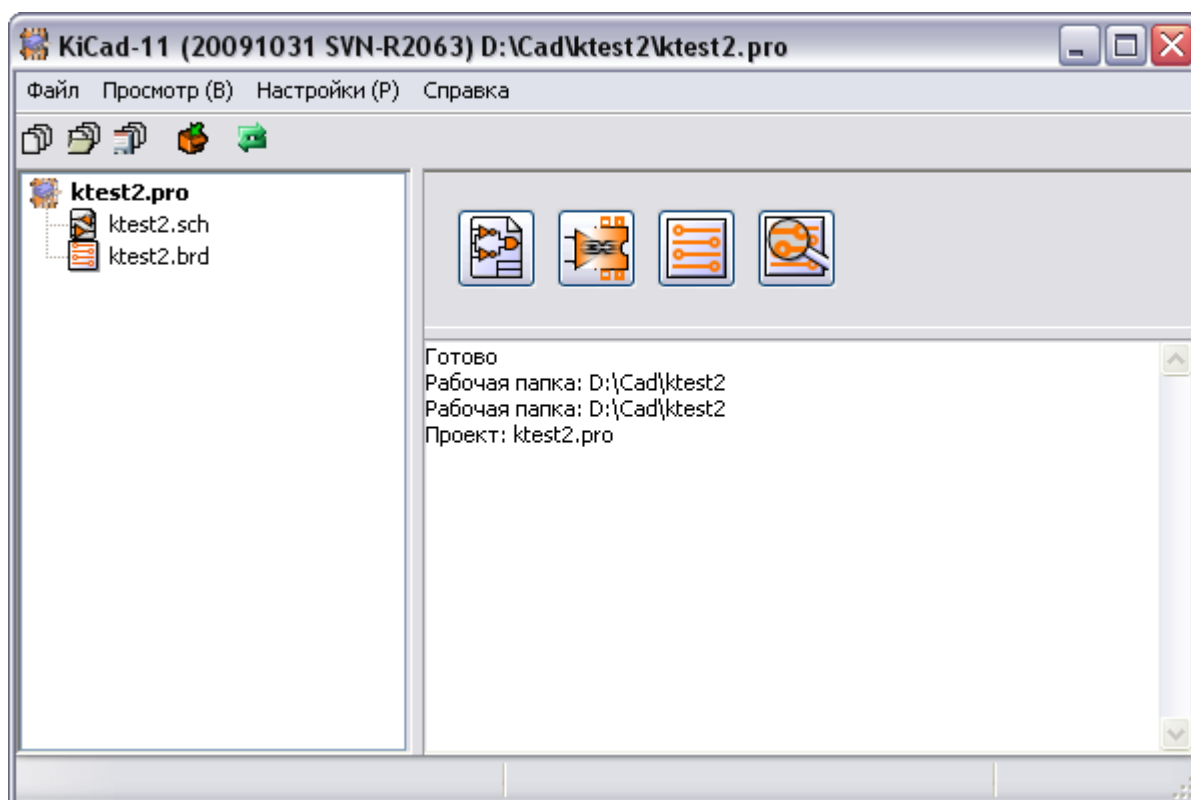 KiCad-11 (20091031 SVN-R2063) D:\Cad\ktest2\ktest2.pro
Файл Просмотр (В) Настройки (Р) Справка
ktest2.pro
ktest2.sch
ktest2.brd
Готово
Рабочая папка: D:\Cad\ktest2
Рабочая папка: D:\Cad\ktest2
Проект: ktest2.pro